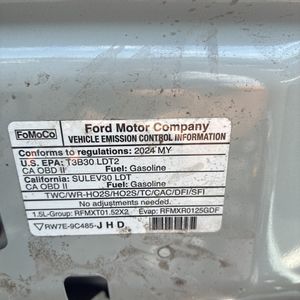 FoMoCo
Ford Motor Company
VEHICLE EMISSION CONTROL INFORMATION
Conforms to regulations: 2024 MY
U.S. EPA: T3B30 LDT2
CA OBD II Fuel: Gasoline
California: SULEV30 LDT
CA OBD II Fuel: Gasoline
TWC/WR-HO2S/HO2S/TC/CAC/DFI/SFI
No adjustments needed.
1.5L-Group: RFMXT01.52X2 Evap: RFMXR0125GDF
RW7E-9C485-JHD